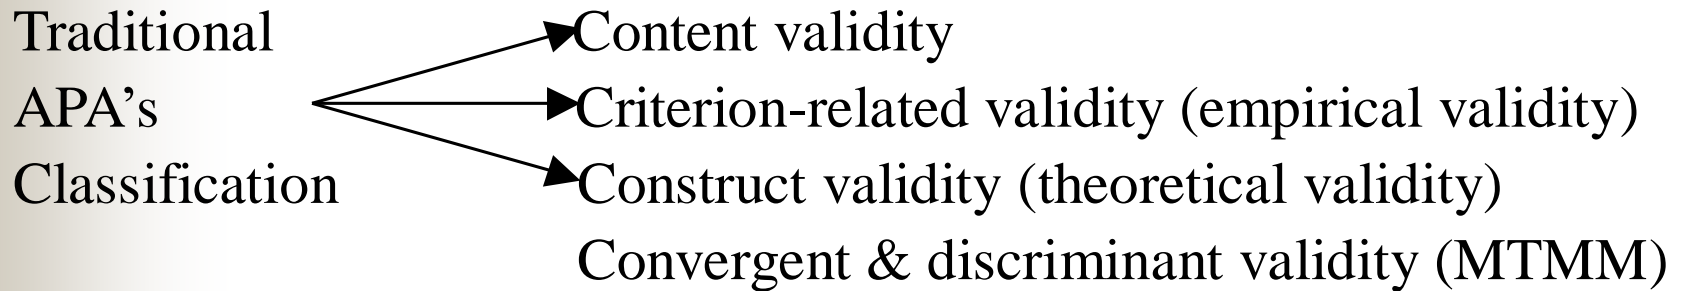 Traditional
APA’s
Classification
Content validity
Criterion-related validity (empirical validity)
Construct validity (theoretical validity)
Convergent & discriminant validity (MTMM)